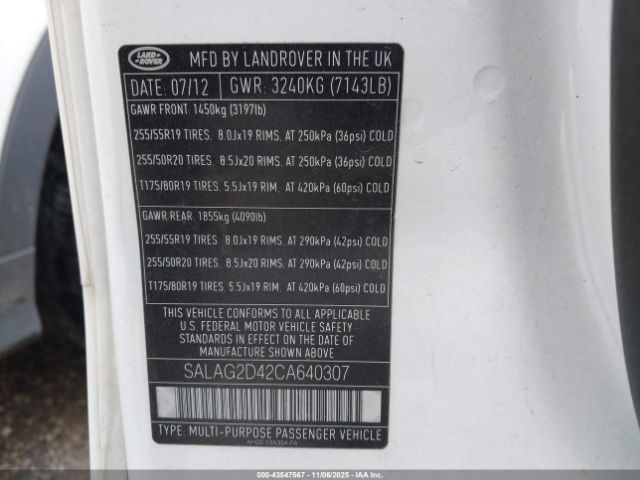 LAND ROVER
MFD BY LANDROVER IN THE UK
DATE: 07/12 GWR: 3240KG (7143LB)
GAWR FRONT. 1450kg (3197lb)
255/55R19 TIRES. 8.0Jx19 RIMS. AT 250kPa (36psi) COLD
255/50R20 TIRES. 8.5Jx20 RIMS. AT 250kPa (36psi) COLD
T175/80R19 TIRES. 5.5Jx19 RIM. AT 420kPa (60psi) COLD
GAWR REAR. 1855kg (4090lb)
255/55R19 TIRES. 8.0Jx19 RIMS. AT 290kPa (42psi) COLD
255/50R20 TIRES. 8.5Jx20 RIMS. AT 290kPa (42psi) COLD
T175/80R19 TIRES. 5.5Jx19 RIM. AT 420kPa (60psi) COLD
THIS VEHICLE CONFORMS TO ALL APPLICABLE
U.S. FEDERAL MOTOR VEHICLE SAFETY
STANDARDS IN EFFECT ON THE DATE OF
MANUFACTURE SHOWN ABOVE
SALAG2D42CA640307
TYPE: MULTI-PURPOSE PASSENGER VEHICLE
000-43547567 - 11/06/2025 - IAA